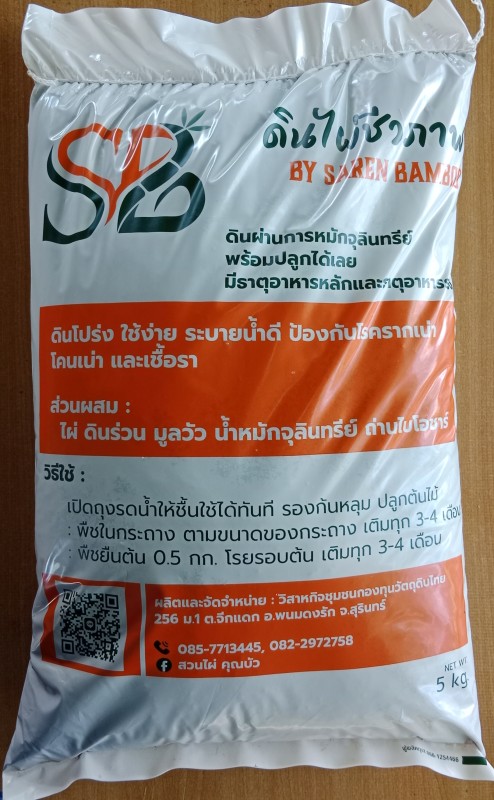 SB
ดินไผ่ชีวภาพ
BY SAREN BAMBOO
ดินผ่านการหมักจุลินทรีย์
พร้อมปลูกได้เลย
มีธาตุอาหารหลักและธาตุอาหารรอง
ดินโปร่ง ใช้ง่าย ระบายน้ำดี ป้องกันโรครากเน่า
โคนเน่า และเชื้อรา
ส่วนผสม :
ไผ่ ดินร่วน มูลวัว น้ำหมักจุลินทรีย์ ถ่านไบโอชาร์
วิธีใช้ :
เปิดถุงรดน้ำให้ชื้นใช้ได้ทันที รองก้นหลุม ปลูกต้นไม้
: พืชในกระถาง ตามขนาดของกระถาง เติมทุก 3-4 เดือน
: พืชยืนต้น 0.5 กก. โรยรอบต้น เติมทุก 3-4 เดือน
ผลิตและจัดจำหน่าย : วิสาหกิจชุมชนกองทุนวัตถุดิบไทย
256 ม.1 ต.จีกแดก อ.พนมดงรัก จ.สุรินทร์
085-7713445, 082-2972758
สวนไผ่ คุณบัว
NET WT.
5 kg.